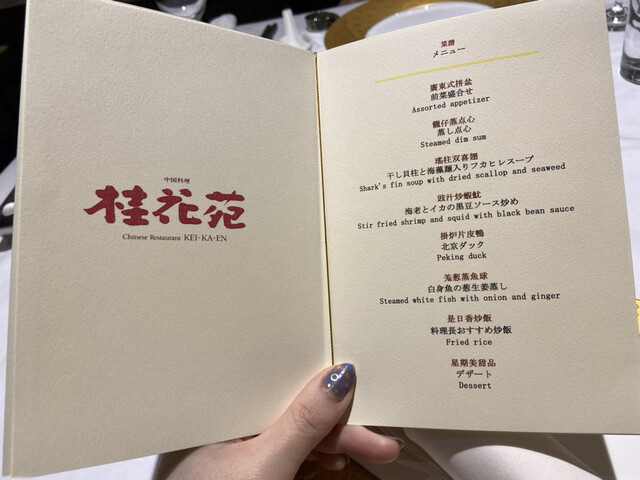 中国料理
桂花苑
Chinese Restaurant KEI-KA-EN
菜譜
メニュー
廣東式拼盆
前菜盛合せ
Assorted appetizer
籠仔蒸点心
蒸し点心
Steamed dim sum
瑤柱双喜翅
干し貝柱と海藻麺入りフカヒレスープ
Shark's fin soup with dried scallop and seaweed
豉汁炒蝦魷
海老とイカの黒豆ソース炒め
Stir fried shrimp and squid with black bean sauce
掛炉片皮鴨
北京ダック
Peking duck
羗葱蒸魚球
白身魚の葱生姜蒸し
Steamed white fish with onion and ginger
是日香炒飯
料理長おすすめ炒飯
Fried rice
星期美甜品
デザート
Dessert